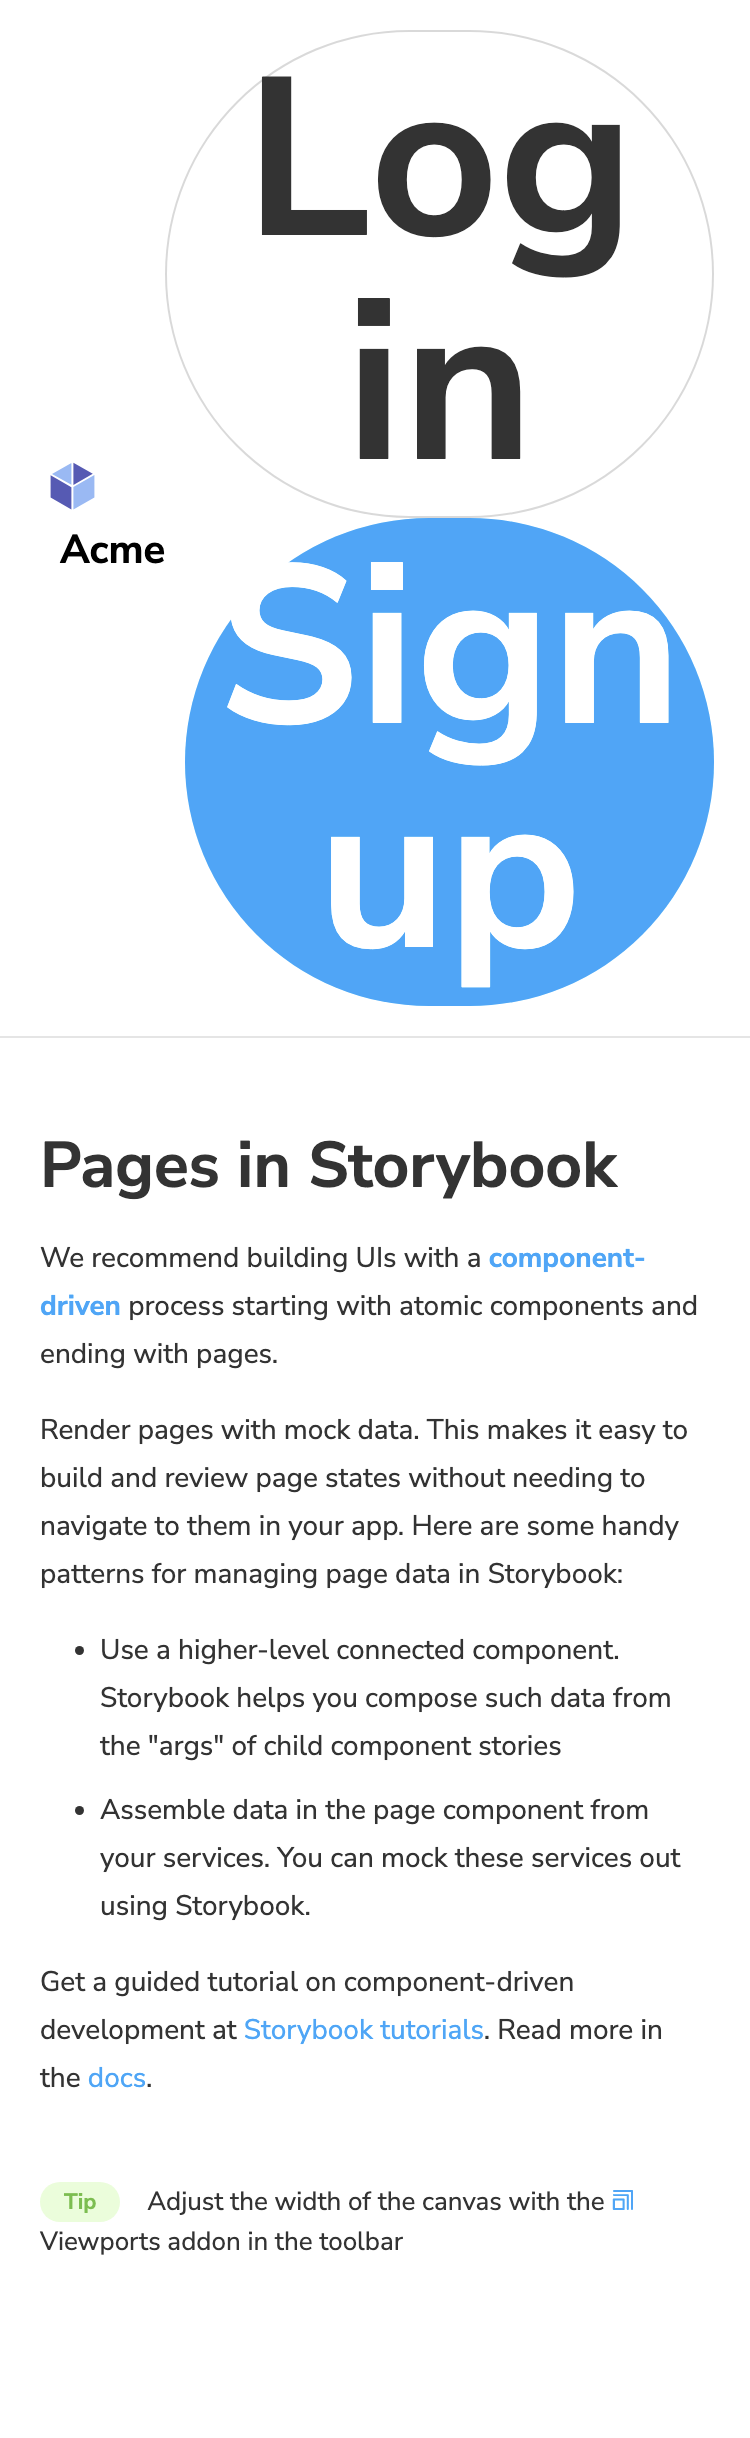 Log
in
Acme
Sign
up
Pages in Storybook
We recommend building UIs with a component-
driven process starting with atomic components and
ending with pages.
Render pages with mock data. This makes it easy to
build and review page states without needing to
navigate to them in your app. Here are some handy
patterns for managing page data in Storybook:
• Use a higher-level connected component.
Storybook helps you compose such data from
the "args" of child component stories
• Assemble data in the page component from
your services. You can mock these services out
using Storybook.
Get a guided tutorial on component-driven
development at Storybook tutorials. Read more in
the docs.
Tip Adjust the width of the canvas with the
Viewports addon in the toolbar